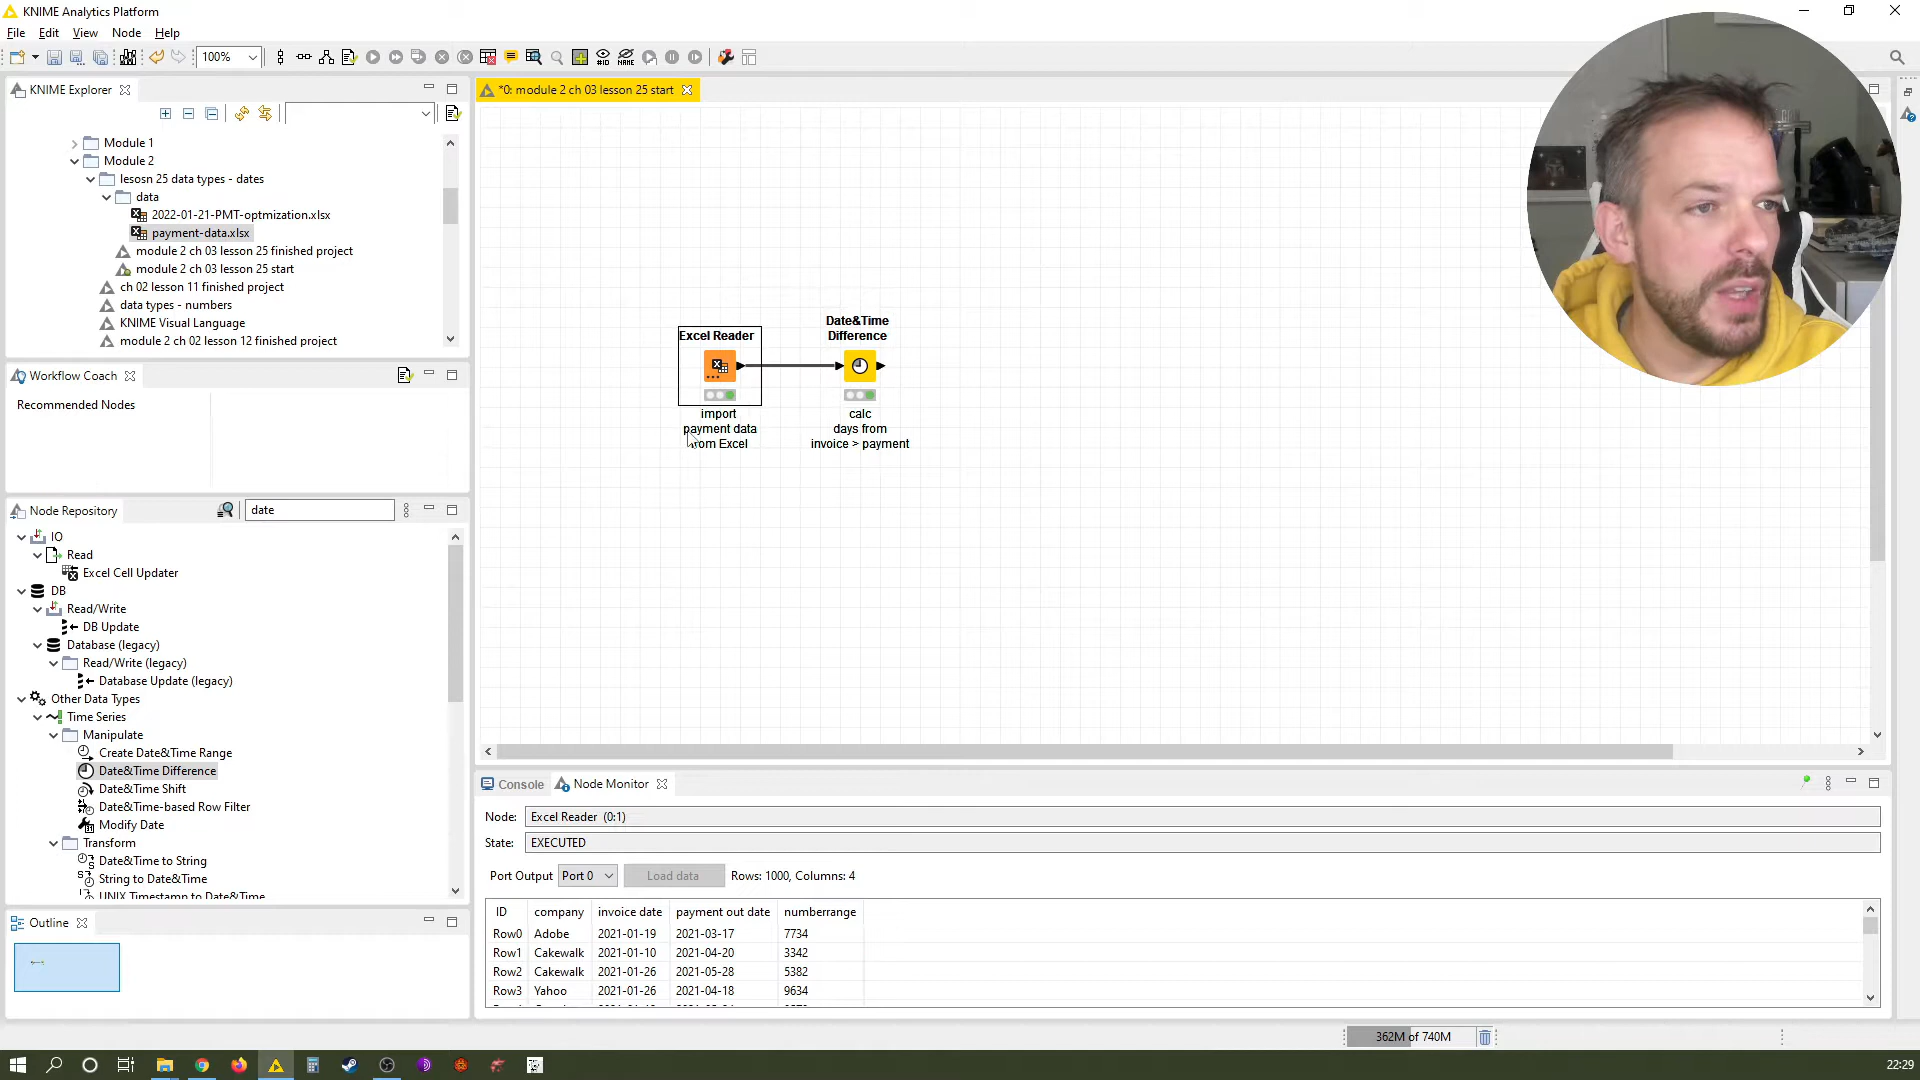 KNIME Analytics Platform
File Edit View Node Help
100%
#ID NAME
KNIME Explorer
*0: module 2 ch 03 lesson 25 start
Module 1
Module 2
lesosn 25 data types - dates
data
2022-01-21-PMT-optmization.xlsx
payment-data.xlsx
module 2 ch 03 lesson 25 finished project
module 2 ch 03 lesson 25 start
ch 02 lesson 11 finished project
data types - numbers
KNIME Visual Language
module 2 ch 02 lesson 12 finished project
Workflow Coach
Recommended Nodes
Excel Reader
import
payment data
from Excel
Date&Time
Difference
calc
days from
invoice > payment
Node Repository
date
IO
Read
Excel Cell Updater
DB
Read/Write
DB Update
Database (legacy)
Read/Write (legacy)
Database Update (legacy)
Other Data Types
Time Series
Manipulate
Create Date&Time Range
Date&Time Difference
Date&Time Shift
Date&Time-based Row Filter
Modify Date
Transform
Date&Time to String
String to Date&Time
UNIX Timestamp to Date&Time
Outline
Console Node Monitor
Node: Excel Reader (0:1)
State: EXECUTED
Port Output Port 0 Load data Rows: 1000, Columns: 4
ID company invoice date payment out date numberrange
Row0 Adobe 2021-01-19 2021-03-17 7734
Row1 Cakewalk 2021-01-10 2021-04-20 3342
Row2 Cakewalk 2021-01-26 2021-05-28 5382
Row3 Yahoo 2021-01-26 2021-04-18 9634
362M of 740M
22:29